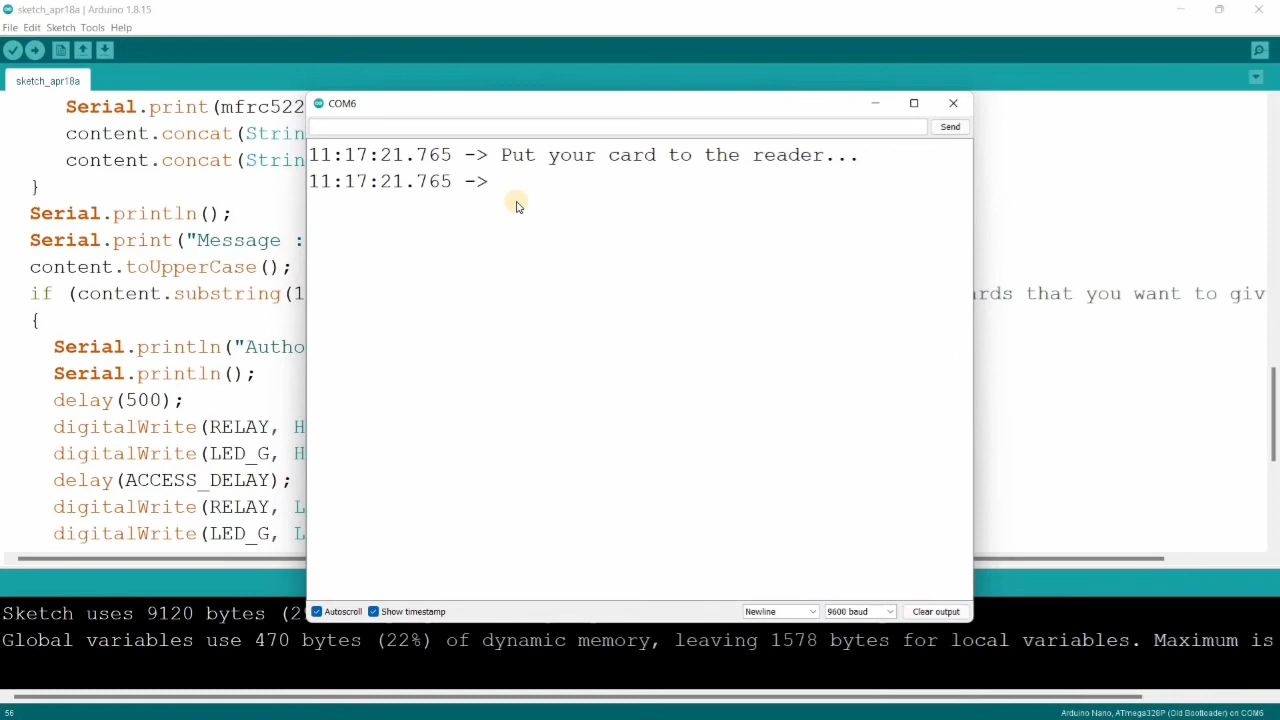 sketch_apr18a | Arduino 1.8.15
File Edit Sketch Tools Help
sketch_apr18a
Serial.print(mfrc522
content.concat(Strin
content.concat(Strin
}
Serial.println();
Serial.print("Message :
content.toUpperCase();
if (content.substring(1
ards that you want to giv
{
Serial.println("Autho
Serial.println();
delay(500);
digitalWrite(RELAY, H
digitalWrite(LED_G, H
delay(ACCESS_DELAY);
digitalWrite(RELAY, L
digitalWrite(LED_G, L
COM6
Send
11:17:21.765 -> Put your card to the reader...
11:17:21.765 ->
Autoscroll Show timestamp Newline 9600 baud Clear output
Sketch uses 9120 bytes (2
Global variables use 470 bytes (22%) of dynamic memory, leaving 1578 bytes for local variables. Maximum is
56
Arduino Nano, ATmega328P (Old Bootloader) on COM6